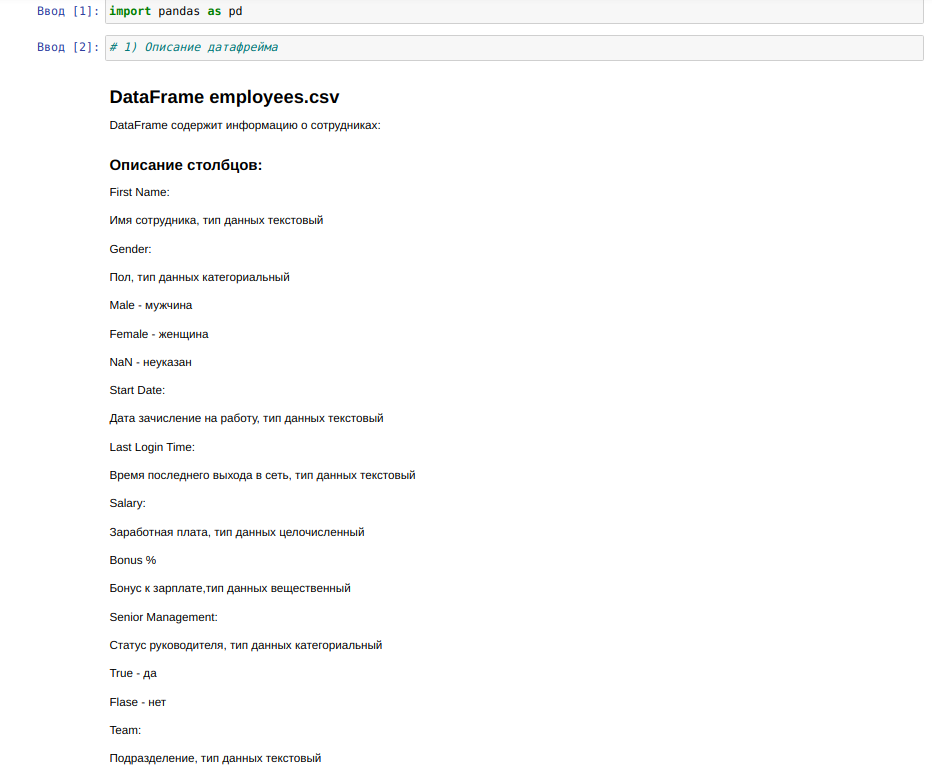 Ввод [1]: import pandas as pd
Ввод [2]: # 1) Описание датафрейма
DataFrame employees.csv
DataFrame содержит информацию о сотрудниках:
Описание столбцов:
First Name:
Имя сотрудника, тип данных текстовый
Gender:
Пол, тип данных категориальный
Male - мужчина
Female - женщина
NaN - неуказан
Start Date:
Дата зачисление на работу, тип данных текстовый
Last Login Time:
Время последнего выхода в сеть, тип данных текстовый
Salary:
Заработная плата, тип данных целочисленный
Bonus %
Бонус к зарплате,тип данных вещественный
Senior Management:
Статус руководителя, тип данных категориальный
True - да
Flase - нет
Team:
Подразделение, тип данных текстовый